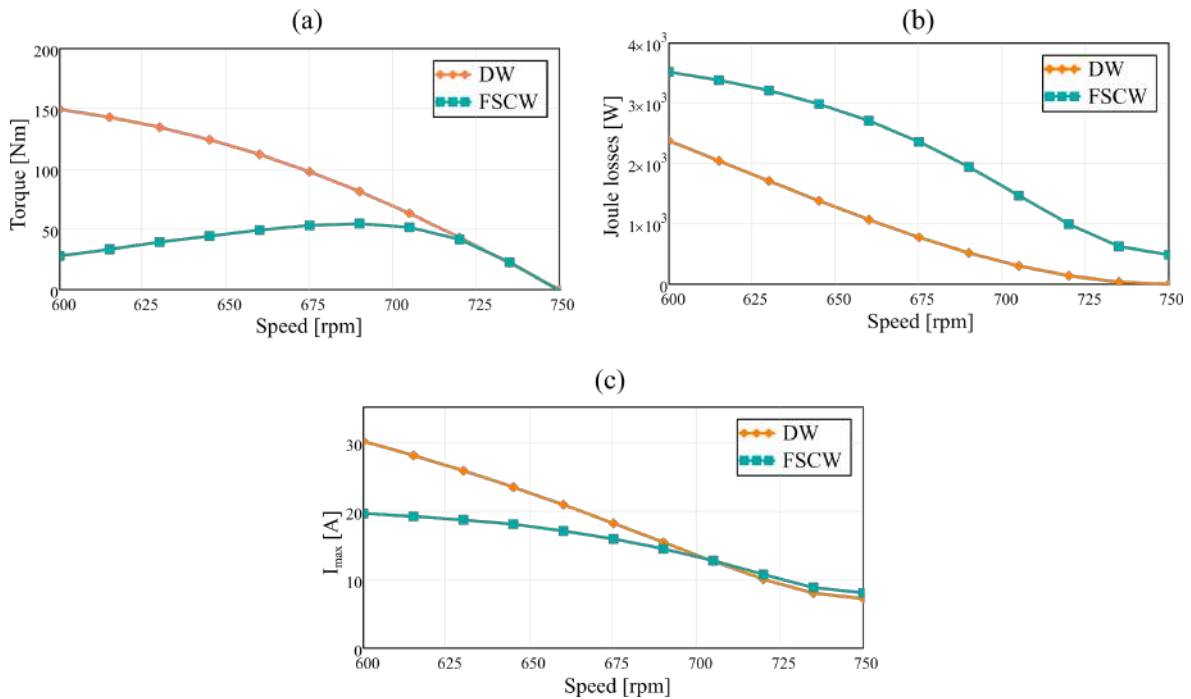 (a)
200
150
100
50
0
Torque [Nm]
DW
FSCW
600
625
650
675
700
725
750
Speed [rpm]
(b)
4×10³
3×10³
2×10³
1×10³
0
Joule losses [W]
DW
FSCW
600
625
650
675
700
725
750
Speed [rpm]
(c)
30
20
10
0
Imax [A]
DW
FSCW
600
625
650
675
700
725
750
Speed [rpm]